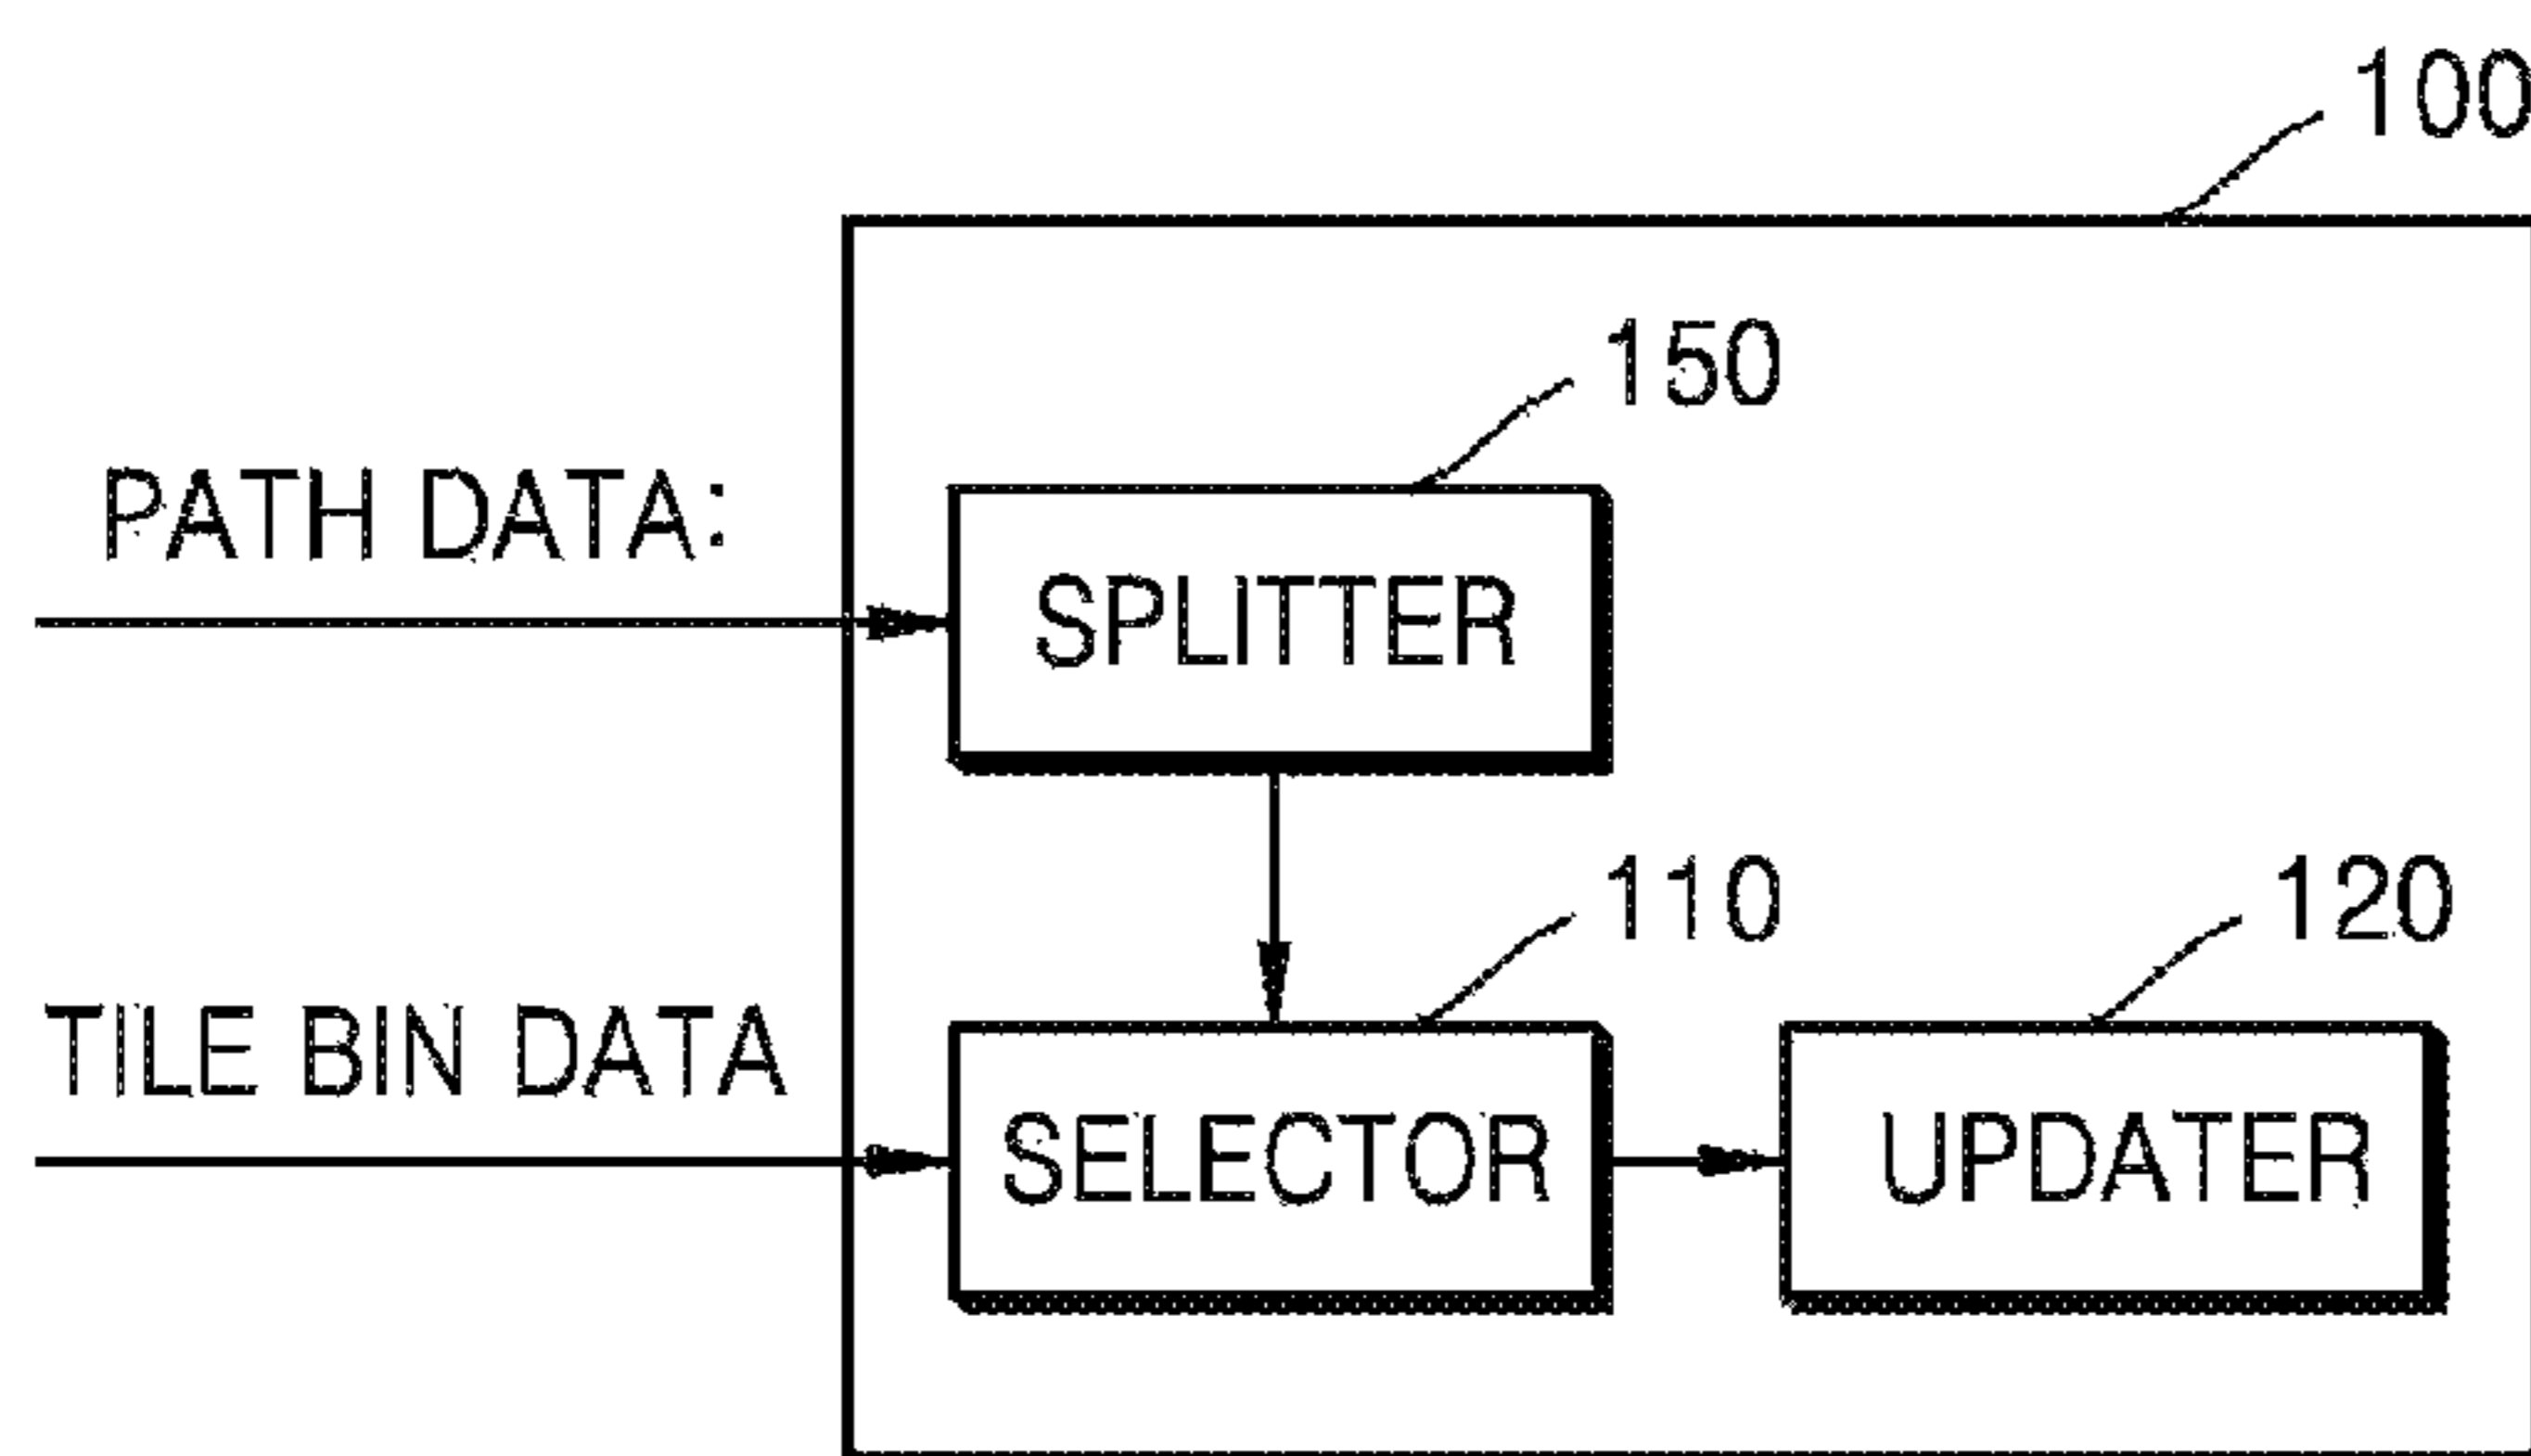 100
150
PATH DATA:
SPLITTER
110
120
TILE BIN DATA
SELECTOR
UPDATER